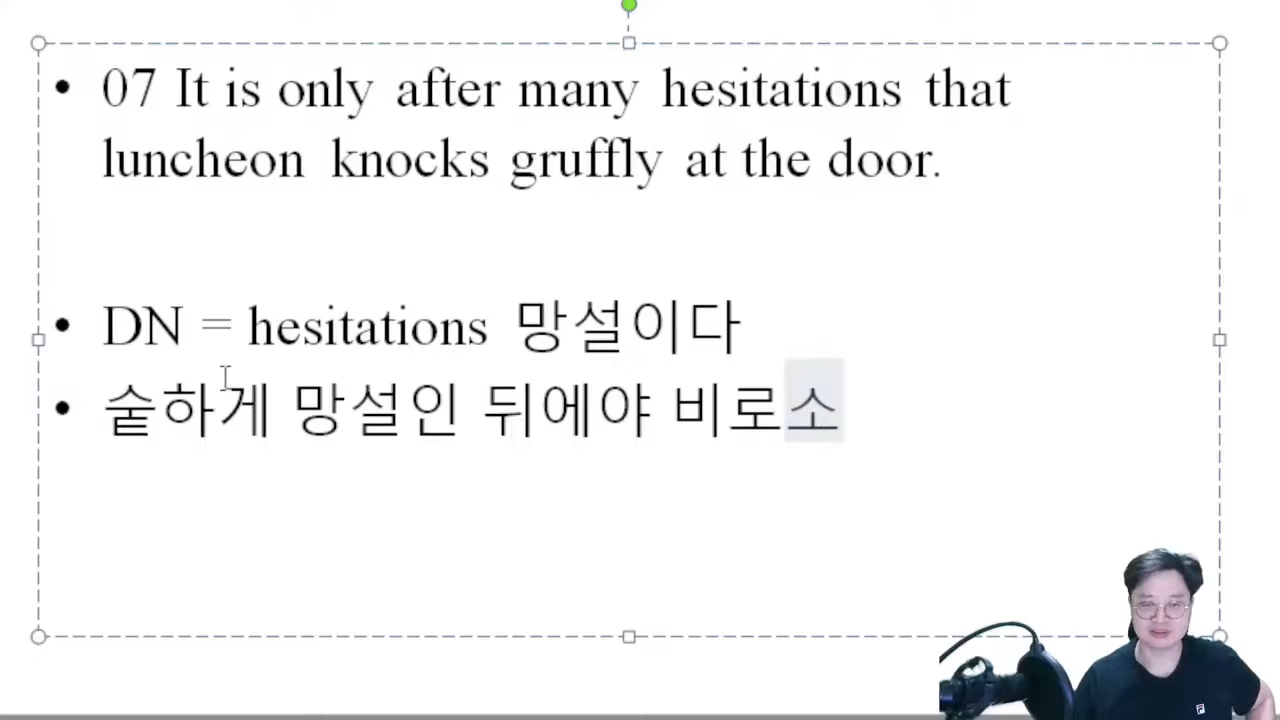 • 07 It is only after many hesitations that
luncheon knocks gruffly at the door.
• DN = hesitations 망설이다
• 숱하게 망설인 뒤에야 비로소